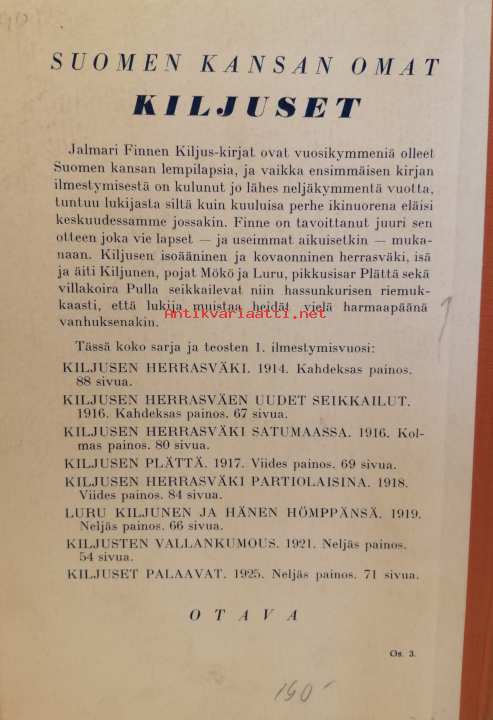 SUOMEN KANSAN OMAT
KILJUSET
Jalmari Finnen Kiljus-kirjat ovat vuosikymmeniä olleet
Suomen kansan lempilapsia, ja vaikka ensimmäisen kirjan
ilmestymisestä on kulunut jo lähes neljäkymmentä vuotta,
tuntuu lukijasta siltä kuin kuuluisa perhe ikinuorena eläisi
keskuudessamme jossakin. Finne on tavoittanut juuri sen
otteen joka vie lapset — ja useimmat aikuisetkin — muka-
naan. Kiljusen isoääninen ja kovaonninen herrasväki, isä
ja äiti Kiljunen, pojat Mökö ja Luru, pikkusisar Plättä sekä
villakoira Pulla seikkailevat niin hassunkurisen riemuk-
kaasti, että lukija muistaa heidät vielä harmaapäänä
vanhuksenakin.
Antikvariaatti.net
Tässä koko sarja ja teosten 1. ilmestymisvuosi:
KILJUSEN HERRASVÄKI. 1914. Kahdeksas painos.
88 sivua.
KILJUSEN HERRASVÄEN UUDET SEIKKAILUT.
1916. Kahdeksas painos. 67 sivua.
KILJUSEN HERRASVÄKI SATUMAASSA. 1916. Kol-
mas painos. 80 sivua.
KILJUSEN PLÄTTÄ. 1917. Viides painos. 69 sivua.
KILJUSEN HERRASVÄKI PARTIOLAISINA. 1918.
Viides painos. 84 sivua.
LURU KILJUNEN JA HÄNEN HÖMPPÄNSÄ. 1919.
Neljäs painos. 66 sivua.
KILJUSTEN VALLANKUMOUS. 1921. Neljäs painos.
54 sivua.
KILJUSET PALAAVAT. 1925. Neljäs painos. 71 sivua.
OTAVA
Os. 3.